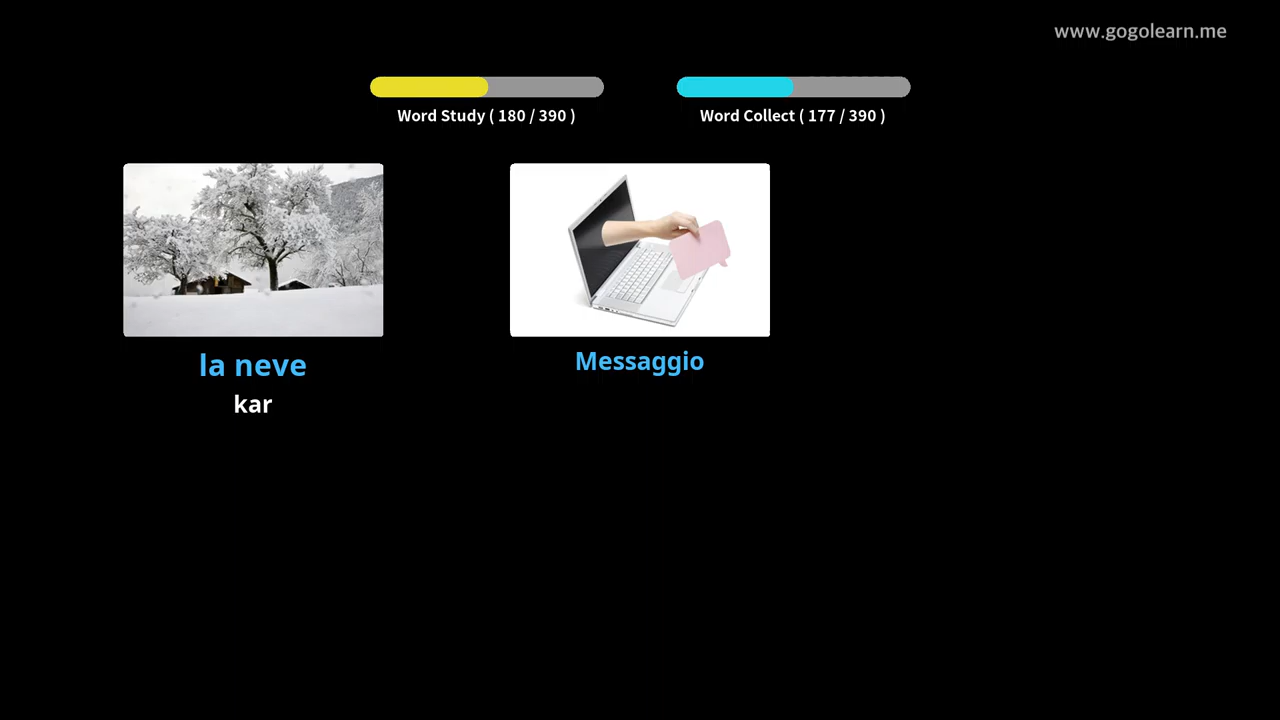 www.gogolearn.me
Word Study ( 180 / 390 )
Word Collect ( 177 / 390 )
la neve
kar
Messaggio